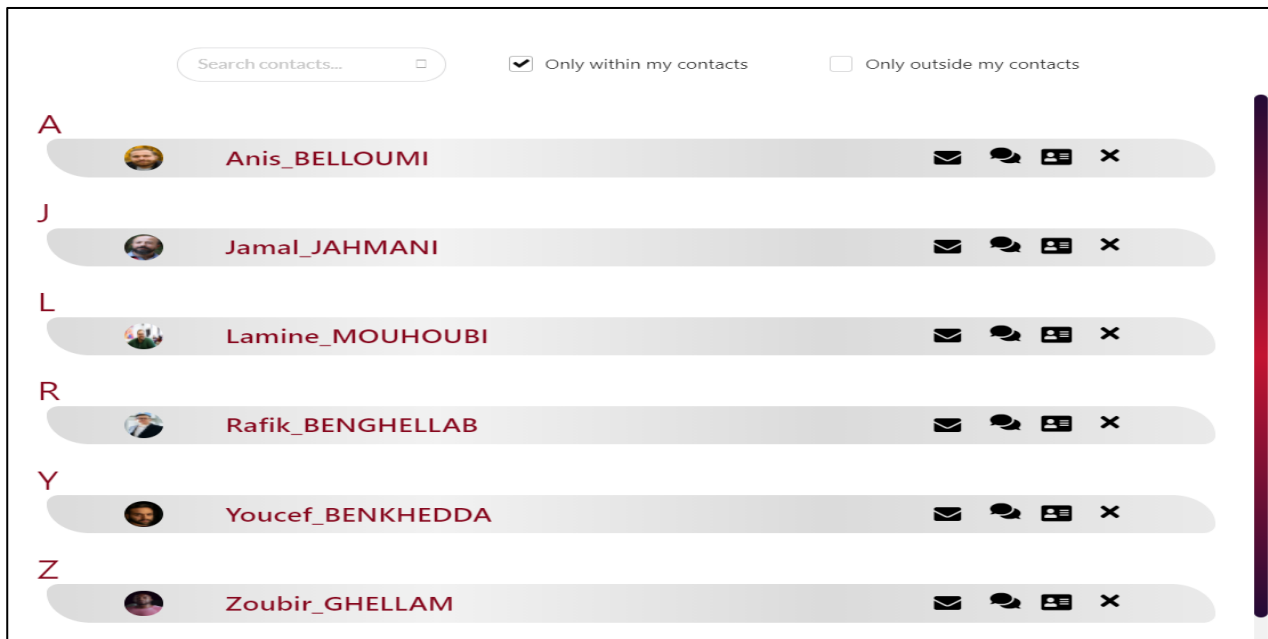 Search contacts... Only within my contacts Only outside my contacts
A
Anis_BELLOUMI
J
Jamal_JAHMANI
L
Lamine_MOUHOUBI
R
Rafik_BENGHELLAB
Y
Youcef_BENKHEDDA
Z
Zoubir_GHELLAM